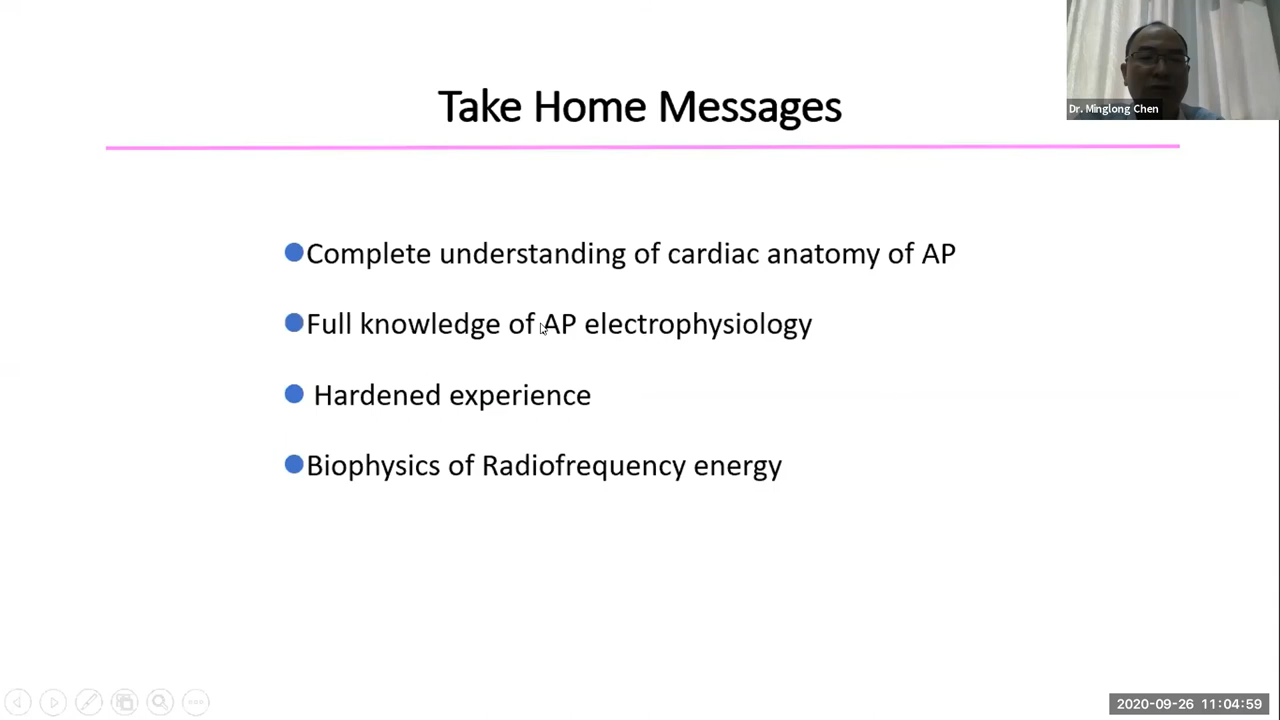 Dr. Minglong Chen
Take Home Messages
Complete understanding of cardiac anatomy of AP
Full knowledge of AP electrophysiology
Hardened experience
Biophysics of Radiofrequency energy
2020-09-26 11:04:59